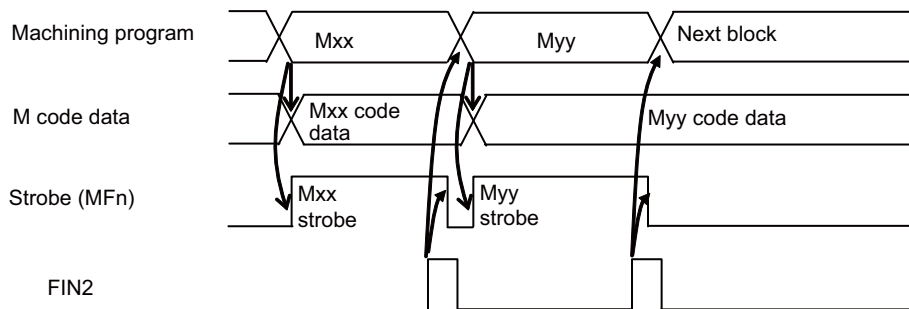 Machining program
Mxx
Myy
Next block
M code data
Mxx code
data
Myy code data
Strobe (MFn)
Mxx
strobe
Myy
strobe
FIN2